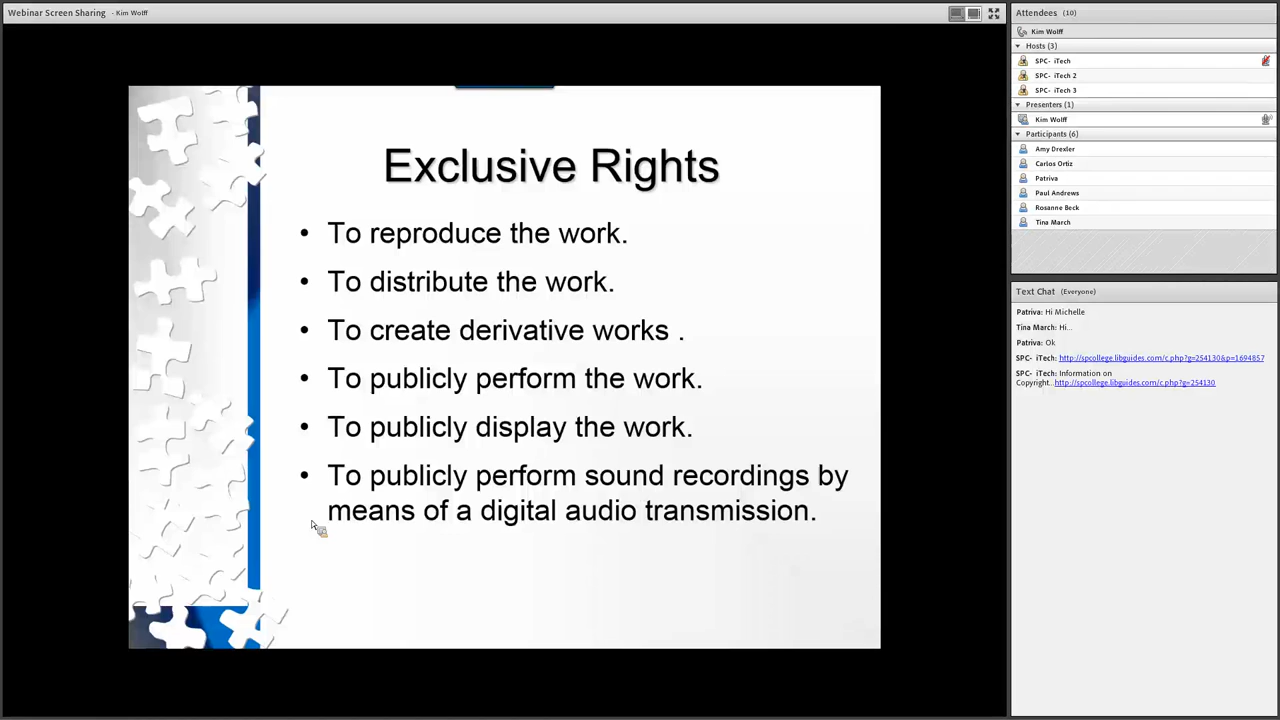 Webinar Screen Sharing - Kim Wolff
Exclusive Rights
• To reproduce the work.
• To distribute the work.
• To create derivative works .
• To publicly perform the work.
• To publicly display the work.
• To publicly perform sound recordings by
means of a digital audio transmission.
Attendees (10)
Kim Wolff
Hosts (3)
SPC- iTech
SPC- iTech 2
SPC- iTech 3
Presenters (1)
Kim Wolff
Participants (6)
Amy Drexler
Carlos Ortiz
Patriva
Paul Andrews
Rosanne Beck
Tina March
Text Chat (Everyone)
Patriva: Hi Michelle
Tina March: Hi...
Patriva: Ok
SPC- iTech: http://spcollege.libguides.com/c.php?g=254130&p=1694857
SPC- iTech: Information on
Copyright...http://spcollege.libguides.com/c.php?g=254130